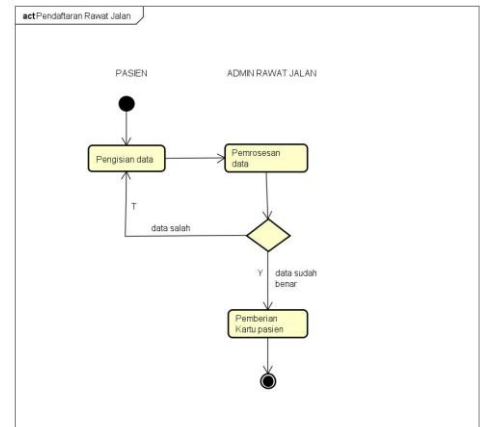 act Pendaftaran Rawat Jalan
PASIEN
ADMIN RAWAT JALAN
Pengisian data
Pemrosesan
data
T
data salah
Y
data sudah
benar
Pemberian
Kartu pasien